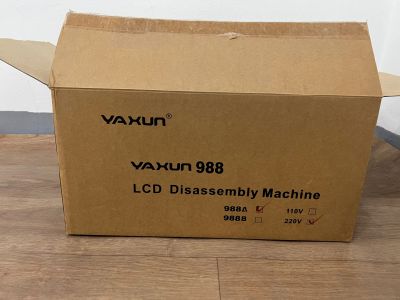 YAXUN®
YAXUN 988
LCD Disassembly Machine
988A 110V
988B 220V